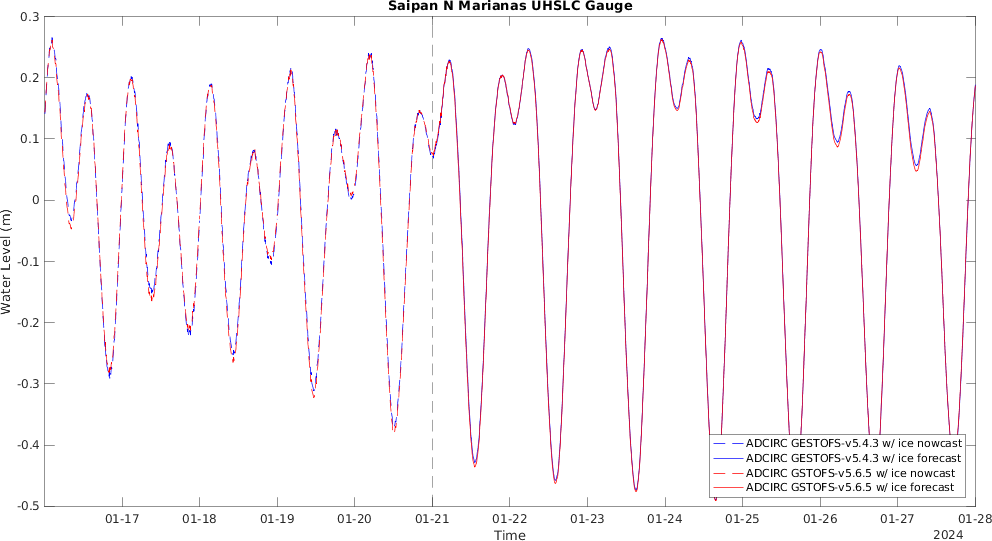 Saipan N Marianas UHSLC Gauge
0.3
0.2
0.1
0
-0.1
-0.2
-0.3
-0.4
-0.5
Water Level (m)
ADCIRC GESTOFS-v5.4.3 w/ ice nowcast
ADCIRC GESTOFS-v5.4.3 w/ ice forecast
ADCIRC GSTOFS-v5.6.5 w/ ice nowcast
ADCIRC GSTOFS-v5.6.5 w/ ice forecast
01-17 01-18 01-19 01-20 01-21 01-22 01-23 01-24 01-25 01-26 01-27 01-28
Time
2024